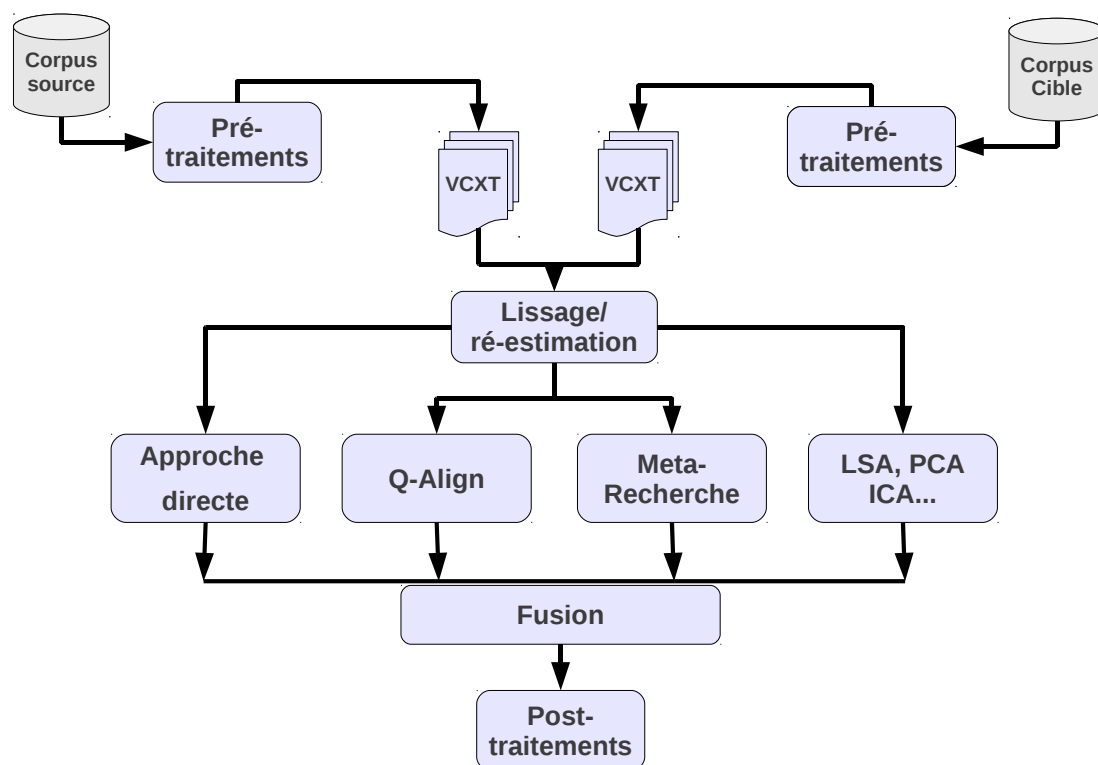 Corpus
source
Corpus
Cible
Pré-
traitements
Pré-
traitements
VCXT
VCXT
Lissage/
ré-estimation
Approche
directe
Q-Align
Meta-
Recherche
LSA, PCA
ICA...
Fusion
Post-
traitements